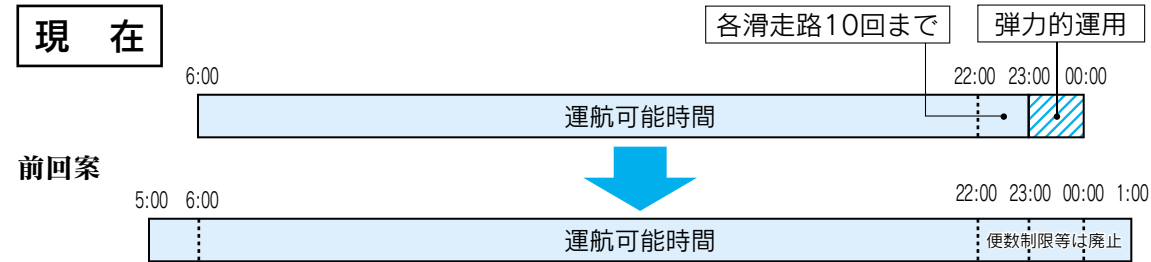 現 在
各滑走路10回まで
弾力的運用
6:00
22:00
23:00
00:00
運航可能時間
前回案
5:00
6:00
22:00
23:00
00:00
1:00
運航可能時間
便数制限等は廃止